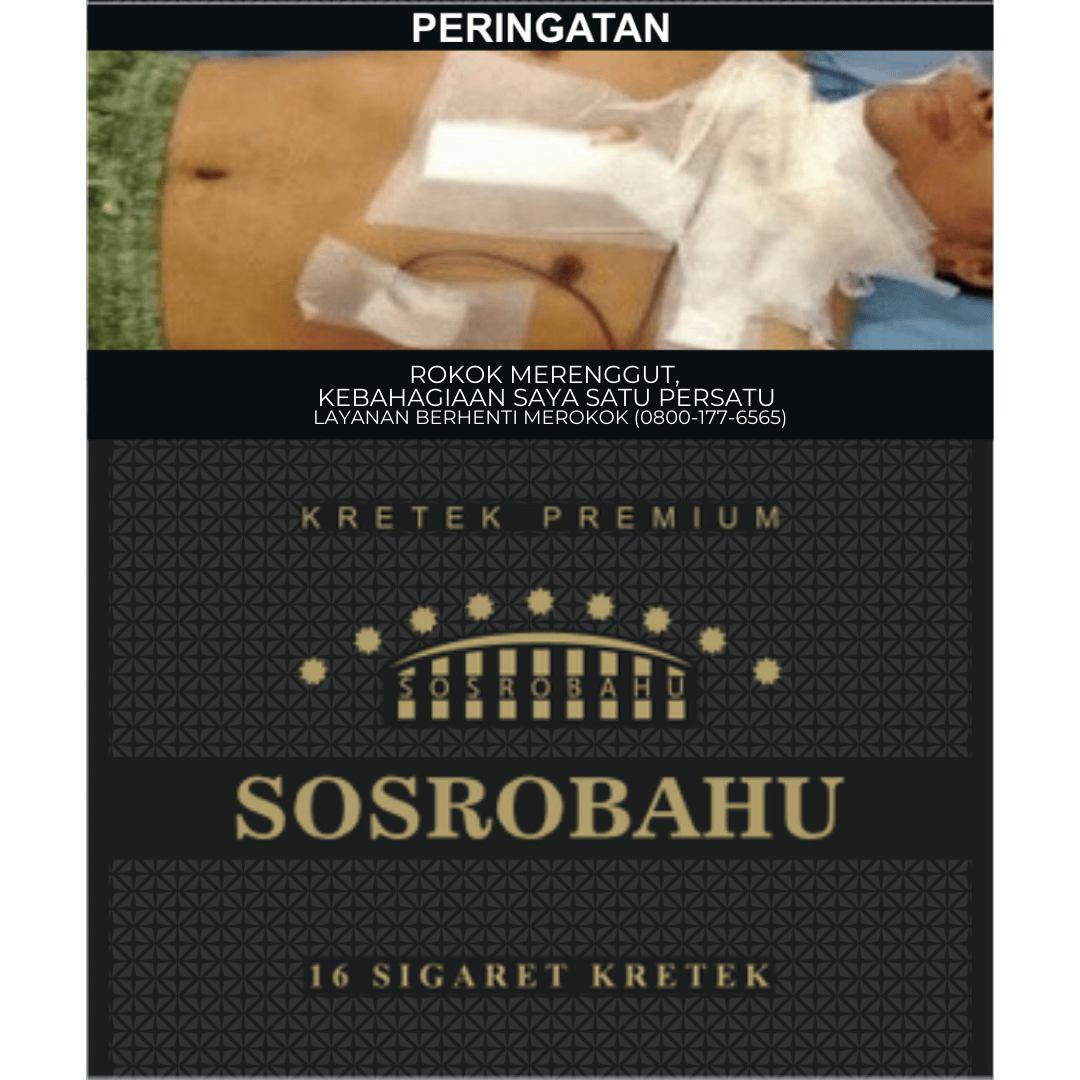 PERINGATAN
ROKOK MERENGGUT,
KEBAHAGIAAN SAYA SATU PERSATU
LAYANAN BERHENTI MEROKOK (0800-177-6565)
KRETEK PREMIUM
SOSROBAHU
SOSROBAHU
16 SIGARET KRETEK